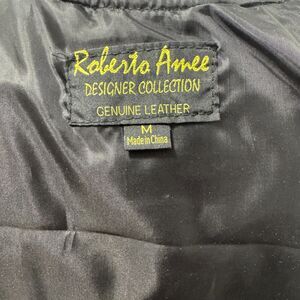 Roberto Amee
DESIGNER COLLECTION
GENUINE LEATHER
M
Made in China